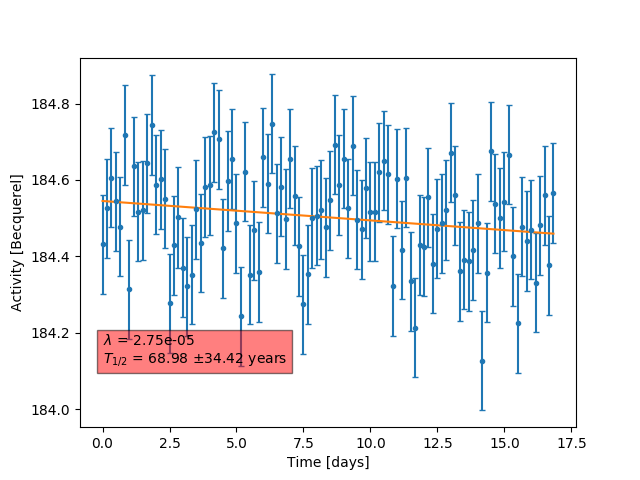 184.8
184.6
184.4
184.2
184.0
Activity [Becquerel]
λ = 2.75e-05
T1/2 = 68.98 ±34.42 years
0.0 2.5 5.0 7.5 10.0 12.5 15.0 17.5
Time [days]